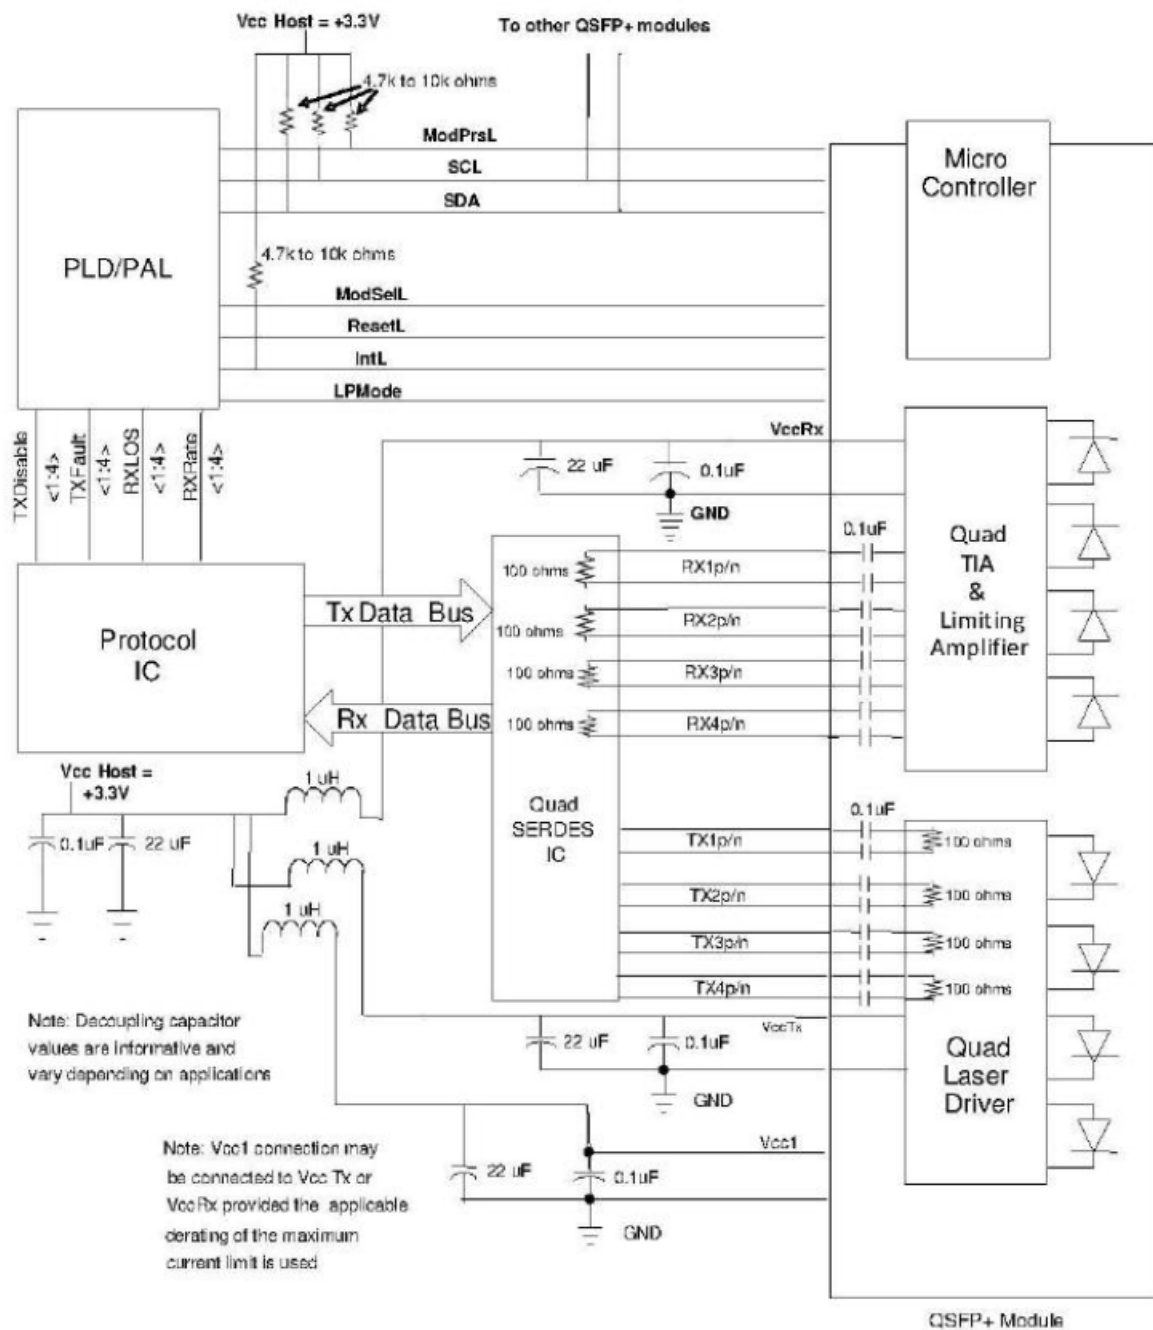 Vcc Host = +3.3V
To other QSFP+ modules
4.7k to 10k ohms
ModPrsL
SCL
SDA
PLD/PAL
4.7k to 10k ohms
ModSelL
ResetL
IntL
LPMode
Micro
Controller
TXDisable
<1:4>
TXFault
<1:4>
RXLOS
<1:4>
RXRate
<1:4>
VccRx
22 uF
0.1uF
GND
0.1uF
Quad
TIA
&
Limiting
Amplifier
100 ohms
RX1p/n
100 ohms
RX2p/n
100 ohms
RX3p/n
100 ohms
RX4p/n
Tx Data Bus
Protocol
IC
Rx Data Bus
Vcc Host =
+3.3V
1 uH
0.1uF
22 uF
1 uH
1 uH
Quad
SERDES
IC
0.1uF
TX1p/n
100 ohms
TX2p/n
100 ohms
TX3p/n
100 ohms
TX4p/n
100 ohms
VccTx
22 uF
0.1uF
GND
Quad
Laser
Driver
Note: Decoupling capacitor
values are informative and
vary depending on applications
Vcc1
22 uF
0.1uF
GND
Note: Vcc1 connection may
be connected to Vcc Tx or
VccRx provided the applicable
derating of the maximum
current limit is used
QSFP+ Module